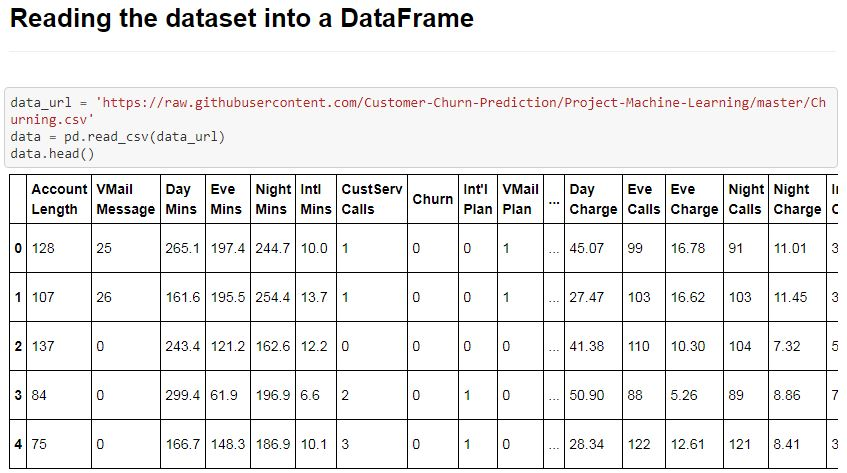 Reading the dataset into a DataFrame
data_url = 'https://raw.githubusercontent.com/Customer-Churn-Prediction/Project-Machine-Learning/master/Ch
urning.csv'
data = pd.read_csv(data_url)
data.head()
Account Length VMail Message Day Mins Eve Mins Night Mins Intl Mins CustServ Calls Churn Int'l Plan VMail Plan ... Day Charge Eve Calls Eve Charge Night Calls Night Charge
0 128 25 265.1 197.4 244.7 10.0 1 0 0 1 ... 45.07 99 16.78 91 11.01 3
1 107 26 161.6 195.5 254.4 13.7 1 0 0 1 ... 27.47 103 16.62 103 11.45 3
2 137 0 243.4 121.2 162.6 12.2 0 0 0 0 ... 41.38 110 10.30 104 7.32 5
3 84 0 299.4 61.9 196.9 6.6 2 0 1 0 ... 50.90 88 5.26 89 8.86 7
4 75 0 166.7 148.3 186.9 10.1 3 0 1 0 ... 28.34 122 12.61 121 8.41 3